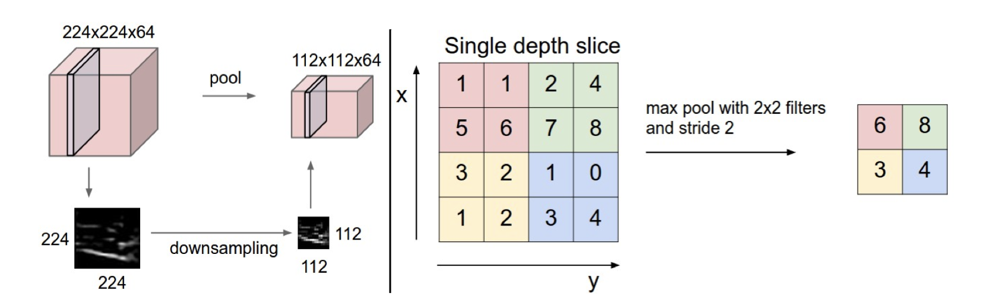 224x224x64
pool
112x112x64
224
224
downsampling
112
112
Single depth slice
x
1 1 2 4
5 6 7 8
3 2 1 0
1 2 3 4
y
max pool with 2x2 filters
and stride 2
6 8
3 4